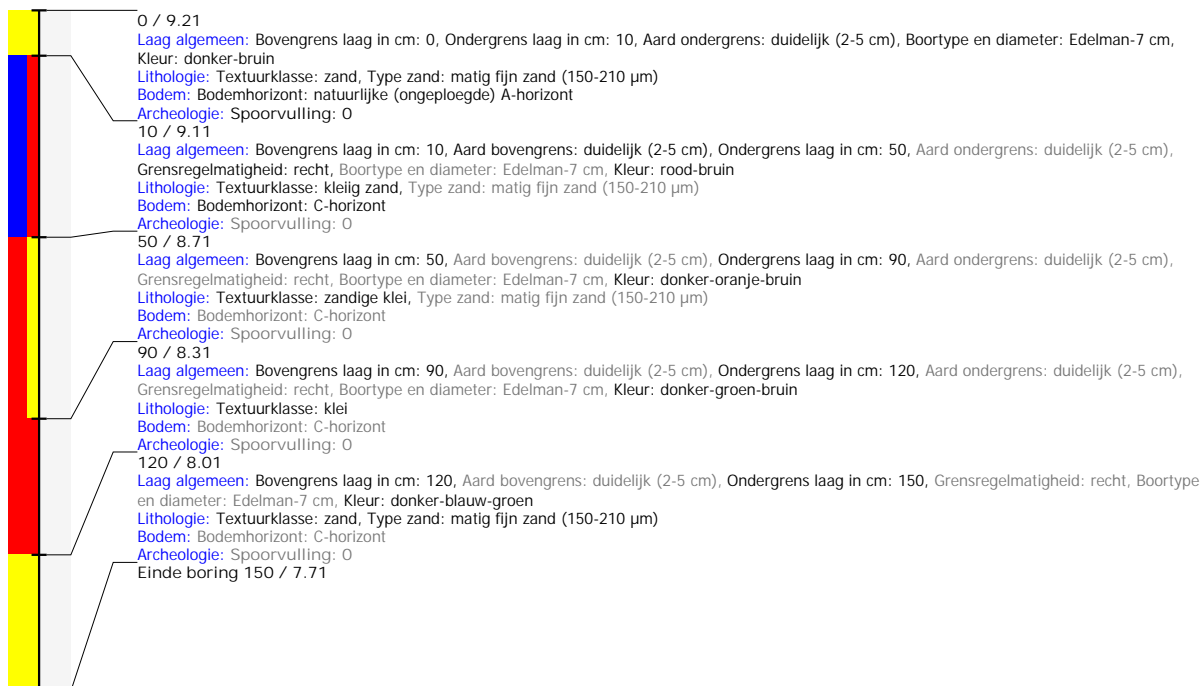 0 / 9.21
Laag algemeen: Bovengrens laag in cm: 0, Ondergrens laag in cm: 10, Aard ondergrens: duidelijk (2-5 cm), Boortype en diameter: Edelman-7 cm,
Kleur: donker-bruin
Lithologie: Textuurklasse: zand, Type zand: matig fijn zand (150-210 µm)
Bodem: Bodemhorizont: natuurlijke (ongeploegde) A-horizont
Archeologie: Spoorvulling: 0
10 / 9.11
Laag algemeen: Bovengrens laag in cm: 10, Aard bovengrens: duidelijk (2-5 cm), Ondergrens laag in cm: 50, Aard ondergrens: duidelijk (2-5 cm),
Grensregelmatigheid: recht, Boortype en diameter: Edelman-7 cm, Kleur: rood-bruin
Lithologie: Textuurklasse: kleiig zand, Type zand: matig fijn zand (150-210 µm)
Bodem: Bodemhorizont: C-horizont
Archeologie: Spoorvulling: 0
50 / 8.71
Laag algemeen: Bovengrens laag in cm: 50, Aard bovengrens: duidelijk (2-5 cm), Ondergrens laag in cm: 90, Aard ondergrens: duidelijk (2-5 cm),
Grensregelmatigheid: recht, Boortype en diameter: Edelman-7 cm, Kleur: donker-oranje-bruin
Lithologie: Textuurklasse: zandige klei, Type zand: matig fijn zand (150-210 µm)
Bodem: Bodemhorizont: C-horizont
Archeologie: Spoorvulling: 0
90 / 8.31
Laag algemeen: Bovengrens laag in cm: 90, Aard bovengrens: duidelijk (2-5 cm), Ondergrens laag in cm: 120, Aard ondergrens: duidelijk (2-5 cm),
Grensregelmatigheid: recht, Boortype en diameter: Edelman-7 cm, Kleur: donker-groen-bruin
Lithologie: Textuurklasse: klei
Bodem: Bodemhorizont: C-horizont
Archeologie: Spoorvulling: 0
120 / 8.01
Laag algemeen: Bovengrens laag in cm: 120, Aard bovengrens: duidelijk (2-5 cm), Ondergrens laag in cm: 150, Grensregelmatigheid: recht, Boortype
en diameter: Edelman-7 cm, Kleur: donker-blauw-groen
Lithologie: Textuurklasse: zand, Type zand: matig fijn zand (150-210 µm)
Bodem: Bodemhorizont: C-horizont
Archeologie: Spoorvulling: 0
Einde boring 150 / 7.71